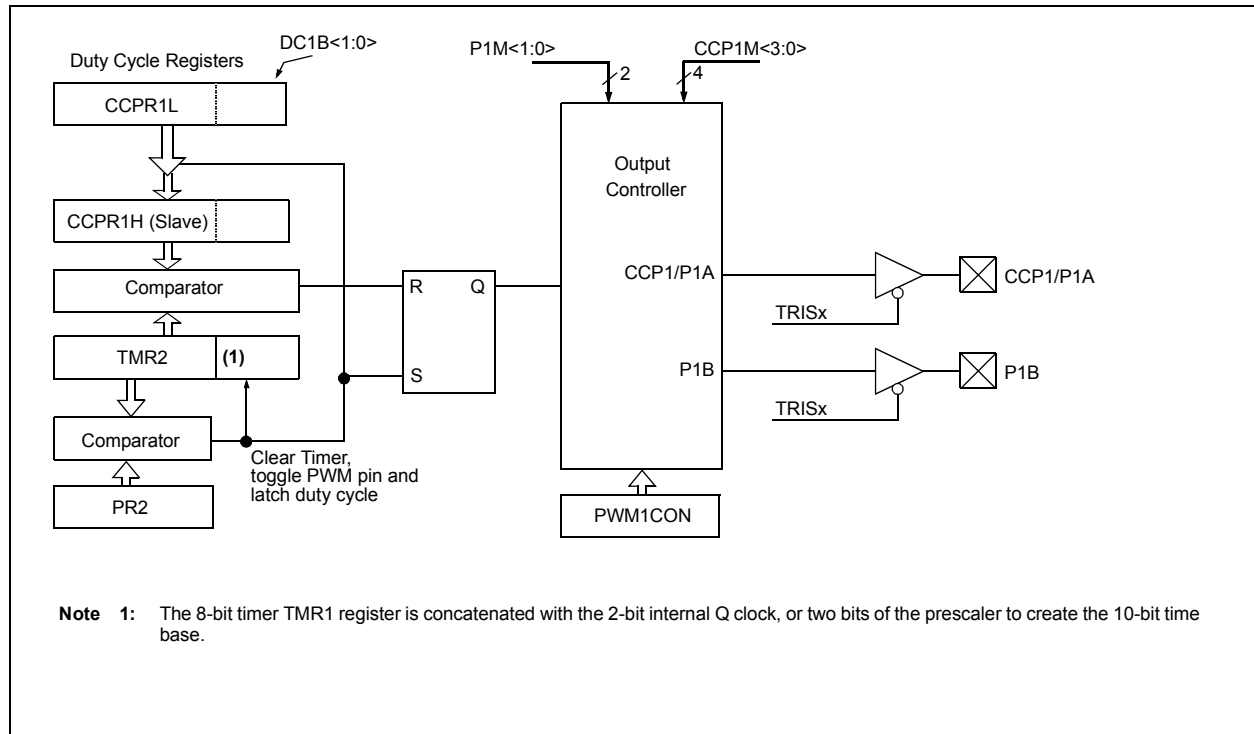 DC1B<1:0>
Duty Cycle Registers
CCPR1L
CCPR1H (Slave)
Comparator
TMR2 (1)
Comparator
PR2
Clear Timer,
toggle PWM pin and
latch duty cycle
R Q
S
P1M<1:0>
2
CCP1M<3:0>
4
Output
Controller
CCP1/P1A
P1B
PWM1CON
TRISx
CCP1/P1A
TRISx
P1B
Note 1: The 8-bit timer TMR1 register is concatenated with the 2-bit internal Q clock, or two bits of the prescaler to create the 10-bit time
base.